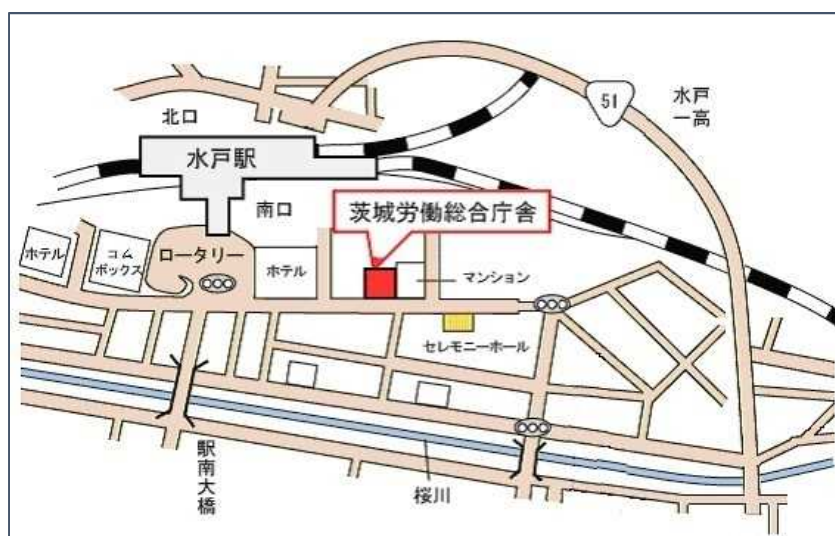 51
水戸
一高
北口
水戸駅
南口
茨城労働総合庁舎
ホテル
コム
ボックス
ロータリー
ホテル
マンション
セレモニーホール
駅南大橋
桜川